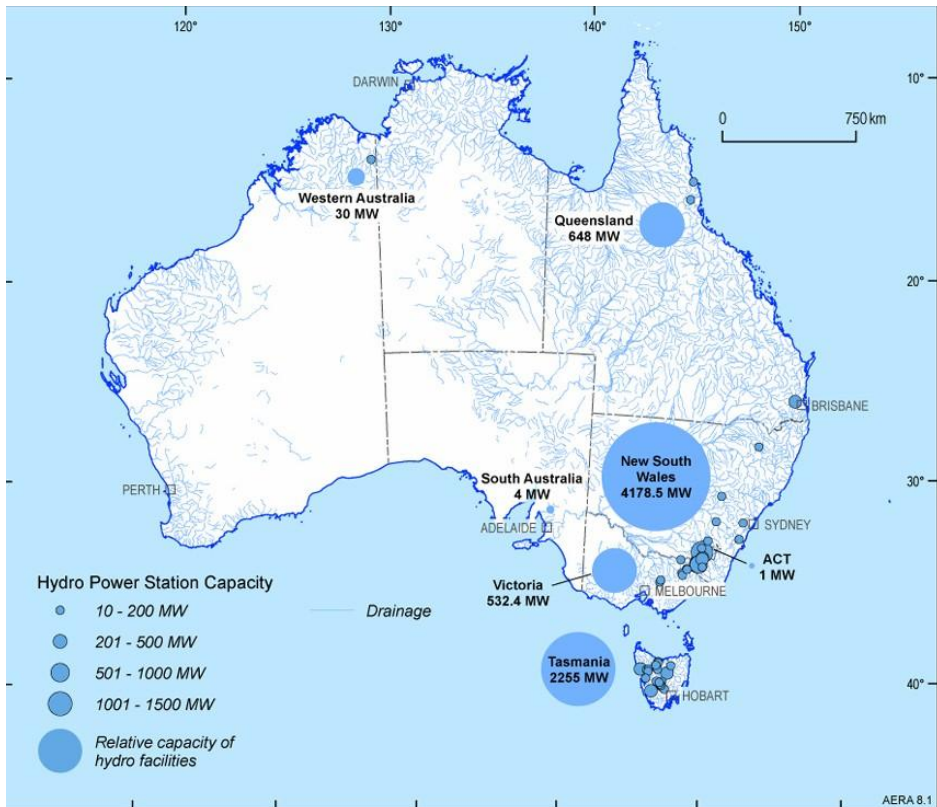 120°
130°
140°
150°
DARWIN
10°
0
750 km
Western Australia
30 MW
Queensland
648 MW
20°
BRISBANE
New South
Wales
4178.5 MW
South Australia
4 MW
PERTH
30°
ADELAIDE
SYDNEY
ACT
1 MW
Victoria
532.4 MW
MELBOURNE
Hydro Power Station Capacity
10 - 200 MW
Drainage
201 - 500 MW
501 - 1000 MW
1001 - 1500 MW
Relative capacity of
hydro facilities
Tasmania
2255 MW
HOBART
40°
AERA 8.1